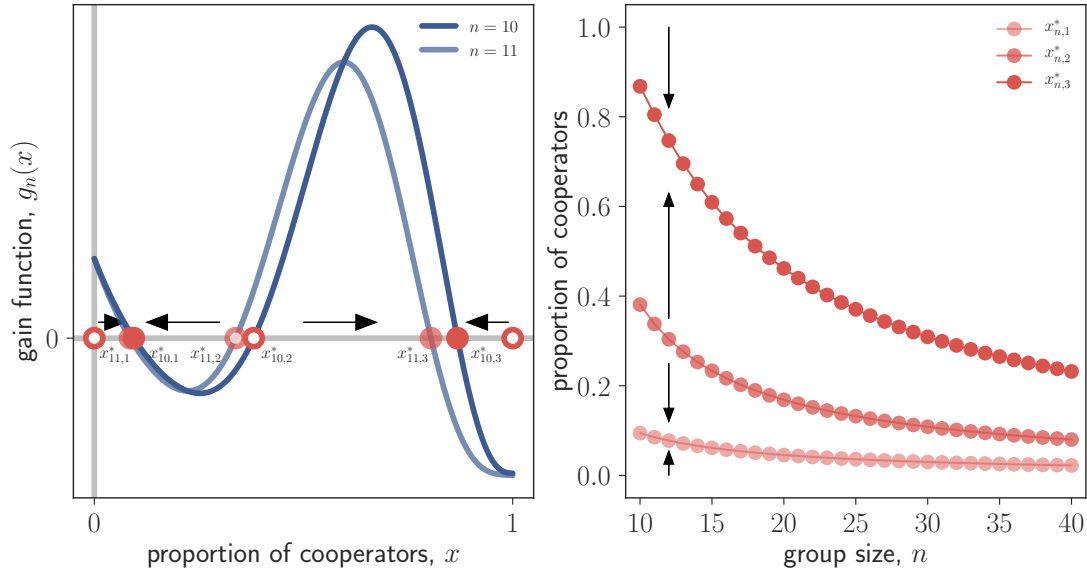 gain function, $g_n(x)$
0
$n = 10$
$n = 11$
$x^*_{11,1}$ $x^*_{10,1}$ $x^*_{11,2}$ $x^*_{10,2}$ $x^*_{11,3}$ $x^*_{10,3}$
0 1
proportion of cooperators, $x$
proportion of cooperators
1.0
0.8
0.6
0.4
0.2
0.0
$x^*_{n,1}$
$x^*_{n,2}$
$x^*_{n,3}$
10 15 20 25 30 35 40
group size, $n$